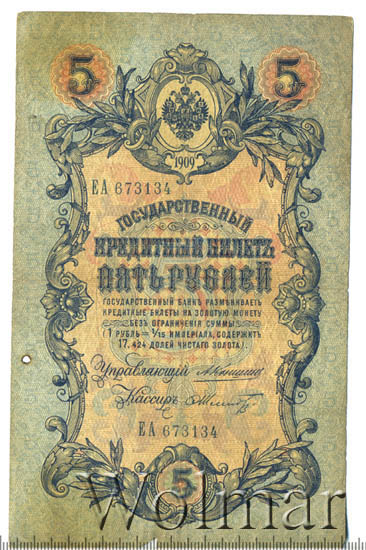 5 5
1909
ЕА 673134
ГОСУДАРСТВЕННЫЙ
КРЕДИТНЫЙ БИЛЕТЪ
ПЯТЬ РУБЛЕЙ
ГОСУДАРСТВЕННЫЙ БАНКЪ РАЗМѢНИВАЕТЪ
КРЕДИТНЫЕ БИЛЕТЫ НА ЗОЛОТУЮ МОНЕТУ
БЕЗЪ ОГРАНИЧЕНІЯ СУММЫ
(1 РУБЛЬ = 1/15 ИМПЕРІАЛА, СОДЕРЖИТЪ
17,424 ДОЛЕЙ ЧИСТАГО ЗОЛОТА).
Управляющій
Кассиръ
ЕА 673134
5
Wolmar